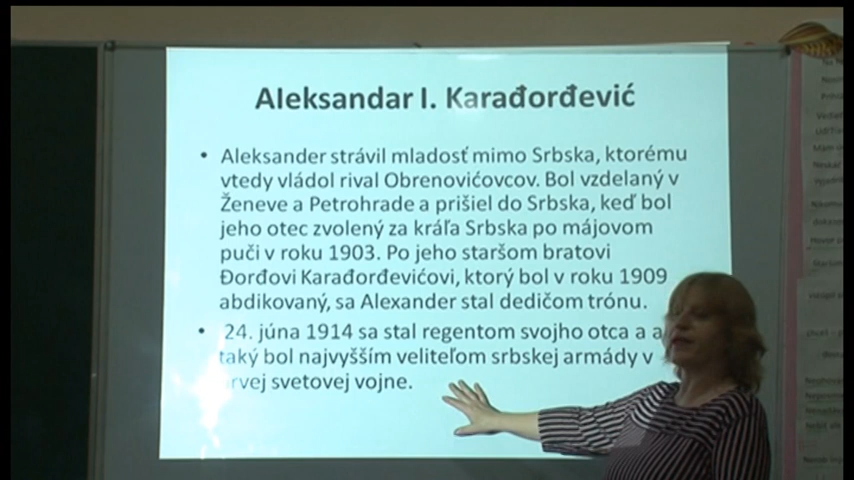 Aleksandar I. Karađorđević
• Aleksander strávil mladosť mimo Srbska, ktorému
vtedy vládol rival Obrenovićovcov. Bol vzdelaný v
Ženeve a Petrohrade a prišiel do Srbska, keď bol
jeho otec zvolený za kráľa Srbska po májovom
puči v roku 1903. Po jeho staršom bratovi
Đorđovi Karađorđevićovi, ktorý bol v roku 1909
abdikovaný, sa Alexander stal dedičom trónu.
• 24. júna 1914 sa stal regentom svojho otca a a
taký bol najvyšším veliteľom srbskej armády v
rvej svetovej vojne.